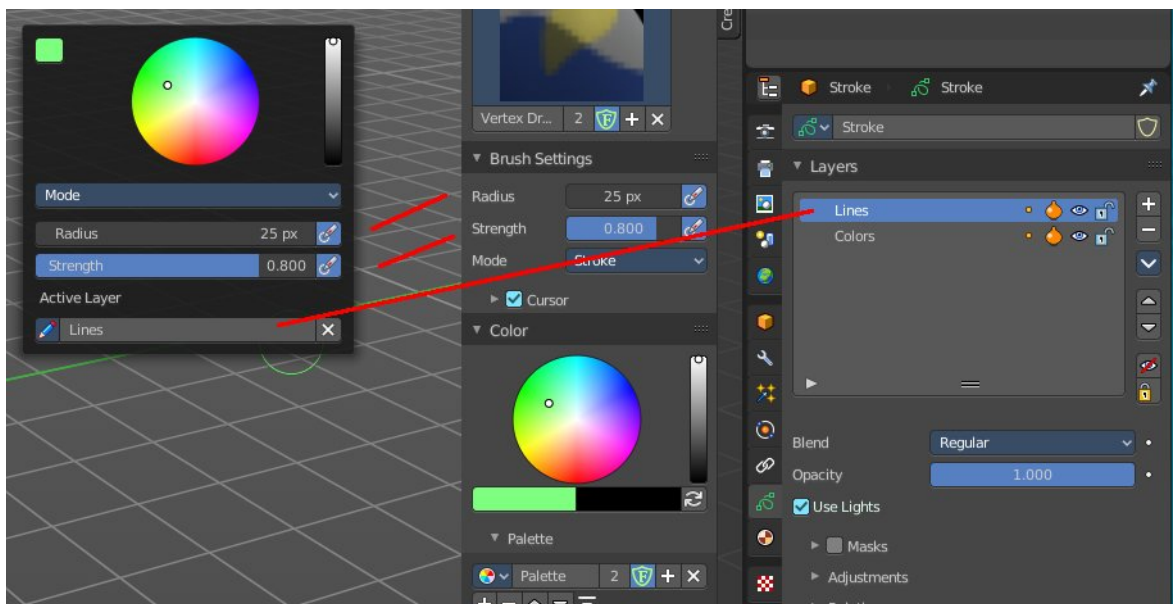 Mode
Radius 25 px
Strength 0.800
Active Layer
Lines
Cre
Vertex Dr... 2 F
Brush Settings
Radius 25 px
Strength 0.800
Mode Stroke
Cursor
Color
Palette
Palette 2 F
Stroke Stroke
Stroke
Layers
Lines
Colors
Blend Regular
Opacity 1.000
Use Lights
Masks
Adjustments